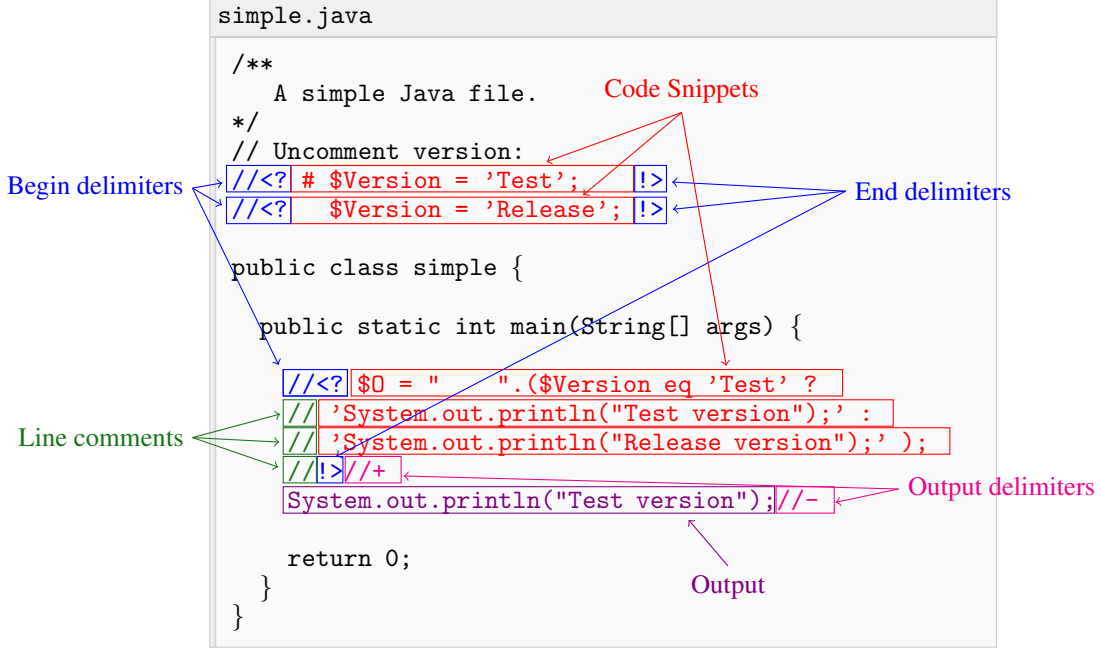 simple.java
/**
   A simple Java file.
Code Snippets
*/
// Uncomment version:
Begin delimiters
//<? # $Version = 'Test';    !>
//<?   $Version = 'Release'; !>
End delimiters
public class simple {
  public static int main(String[] args) {
    //<? $O = "    ".($Version eq 'Test' ?
    // 'System.out.println("Test version");' :
Line comments
    // 'System.out.println("Release version");' );
    //!>//+
Output delimiters
    System.out.println("Test version");//-
    return 0;
Output
  }
}